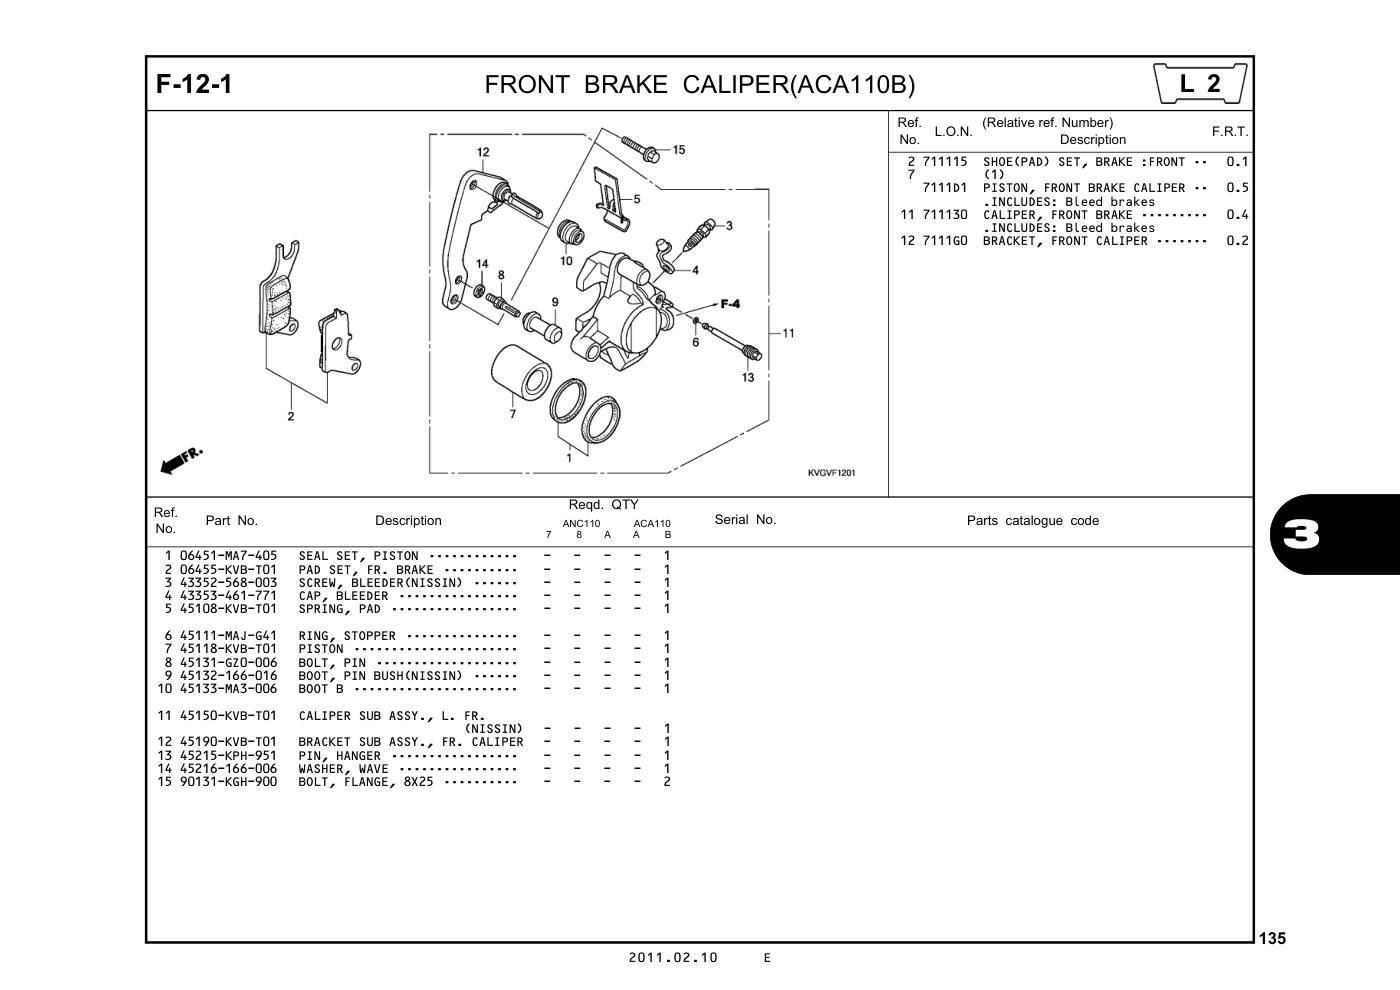 F-12-1
FRONT BRAKE CALIPER(ACA110B)
L 2
12
15
5
3
10
14
8
4
9
F-4
6
11
13
7
2
1
FR.
KVGVF1201
Ref. No. L.O.N. (Relative ref. Number) Description F.R.T.
2 711115 SHOE(PAD) SET, BRAKE :FRONT -- 0.1
7 (1)
7111D1 PISTON, FRONT BRAKE CALIPER -- 0.5
.INCLUDES: Bleed brakes
11 711130 CALIPER, FRONT BRAKE --------- 0.4
.INCLUDES: Bleed brakes
12 7111G0 BRACKET, FRONT CALIPER ------- 0.2
Ref. No. Part No. Description Reqd. QTY Serial No. Parts catalogue code
ANC110 ACA110
7 8 A A B
1 06451-MA7-405 SEAL SET, PISTON ------------ - - - - 1
2 06455-KVB-T01 PAD SET, FR. BRAKE ---------- - - - - 1
3 43352-568-003 SCREW, BLEEDER(NISSIN) ------ - - - - 1
4 43353-461-771 CAP, BLEEDER ---------------- - - - - 1
5 45108-KVB-T01 SPRING, PAD ----------------- - - - - 1
6 45111-MAJ-G41 RING, STOPPER --------------- - - - - 1
7 45118-KVB-T01 PISTON ---------------------- - - - - 1
8 45131-GZ0-006 BOLT, PIN ------------------- - - - - 1
9 45132-166-016 BOOT, PIN BUSH(NISSIN) ------ - - - - 1
10 45133-MA3-006 BOOT B ---------------------- - - - - 1
11 45150-KVB-T01 CALIPER SUB ASSY., L. FR.
(NISSIN) - - - - 1
12 45190-KVB-T01 BRACKET SUB ASSY., FR. CALIPER - - - - 1
13 45215-KPH-951 PIN, HANGER ----------------- - - - - 1
14 45216-166-006 WASHER, WAVE ---------------- - - - - 1
15 90131-KGH-900 BOLT, FLANGE, 8X25 ---------- - - - - 2
3
135
2011.02.10 E